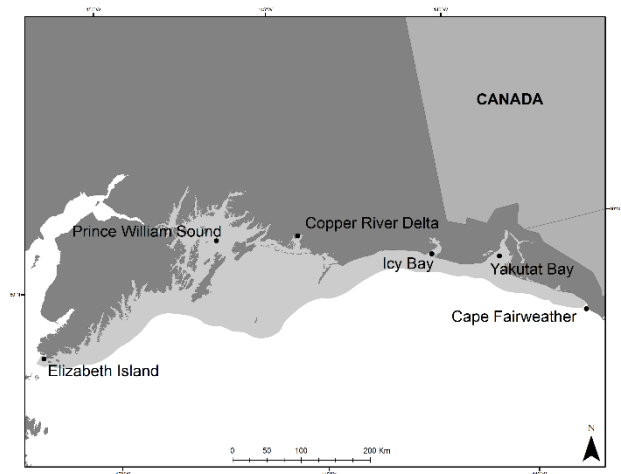 CANADA
Copper River Delta
Prince William Sound
Icy Bay
Yakutat Bay
Cape Fairweather
Elizabeth Island
N
0 50 100 200 Km